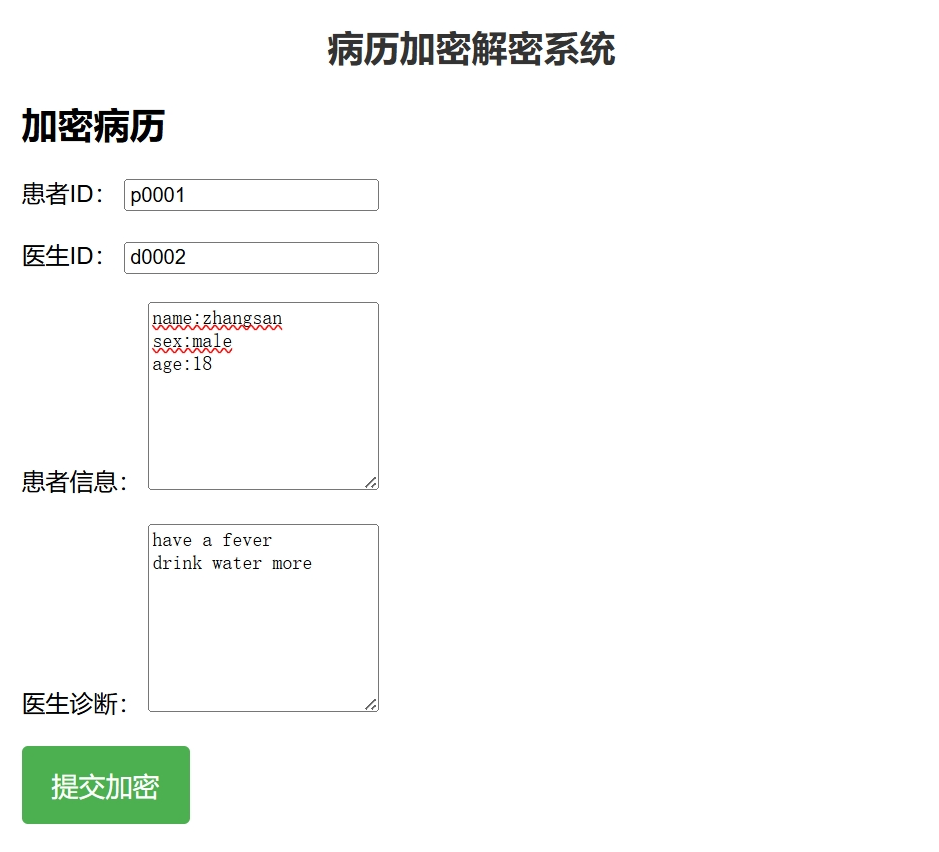 病历加密解密系统
加密病历
患者ID： p0001
医生ID： d0002
name:zhangsan
sex:male
age:18
患者信息：
have a fever
drink water more
医生诊断：
提交加密